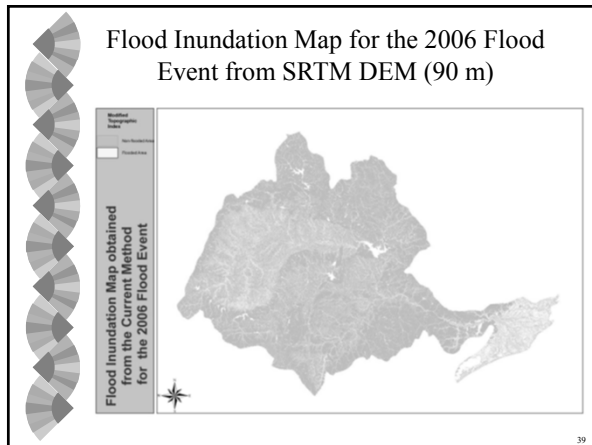 Flood Inundation Map for the 2006 Flood
Event from SRTM DEM (90 m)
Modified
Topographic
Index
Non flooded Area
Flooded Area
Flood Inundation Map obtained
from the Current Method
for the 2006 Flood Event
39